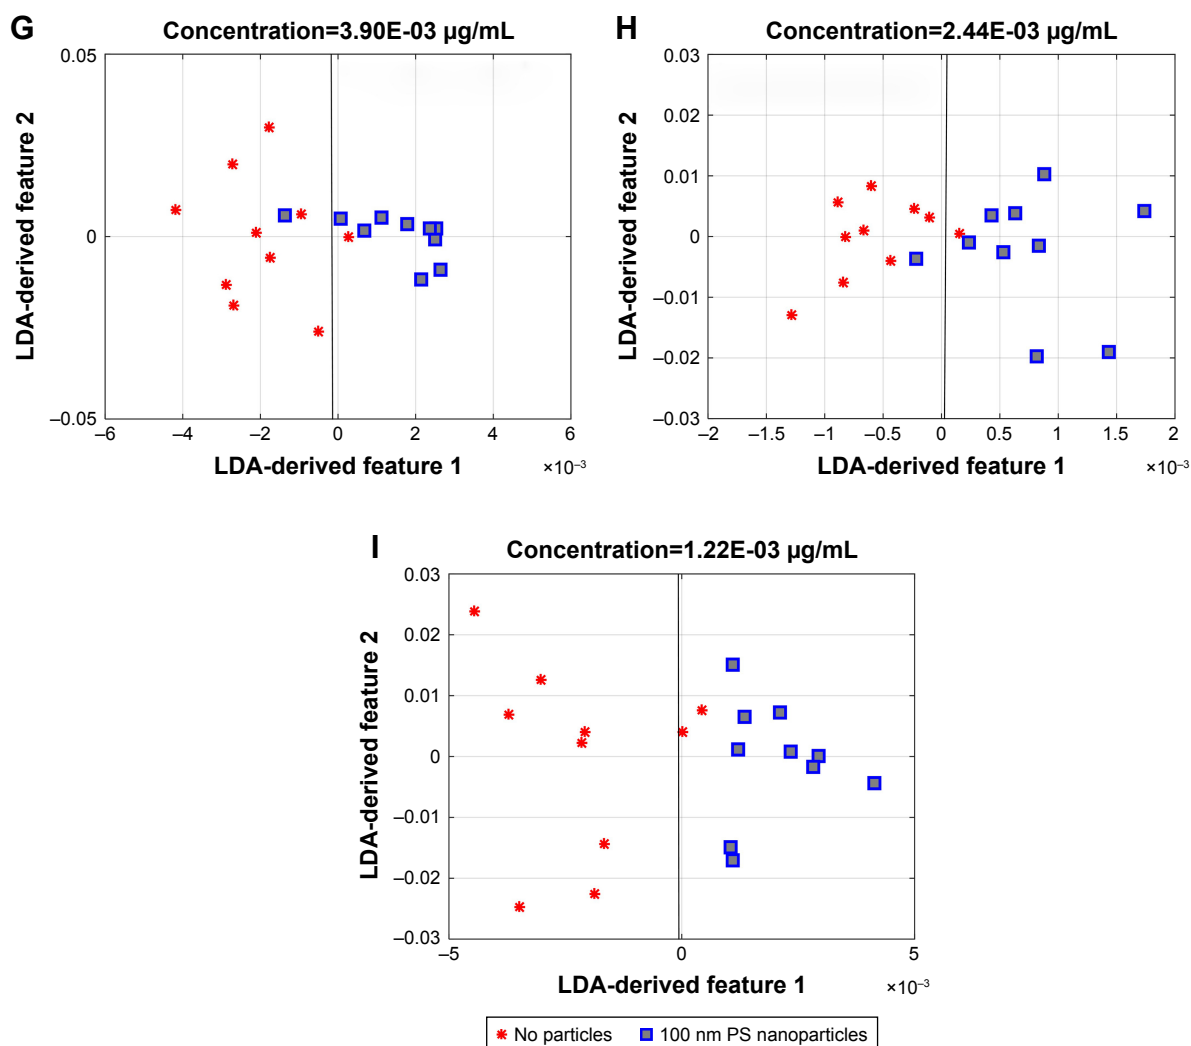 G
Concentration=3.90E-03 µg/mL
0.05
0
–0.05
LDA-derived feature 2
–6 –4 –2 0 2 4 6
LDA-derived feature 1 ×10⁻³
H
Concentration=2.44E-03 µg/mL
0.03
0.02
0.01
0
–0.01
–0.02
–0.03
LDA-derived feature 2
–2 –1.5 –1 –0.5 0 0.5 1 1.5 2
LDA-derived feature 1 ×10⁻³
I
Concentration=1.22E-03 µg/mL
0.03
0.02
0.01
0
–0.01
–0.02
–0.03
LDA-derived feature 2
–5 0 5
LDA-derived feature 1 ×10⁻³
No particles 100 nm PS nanoparticles